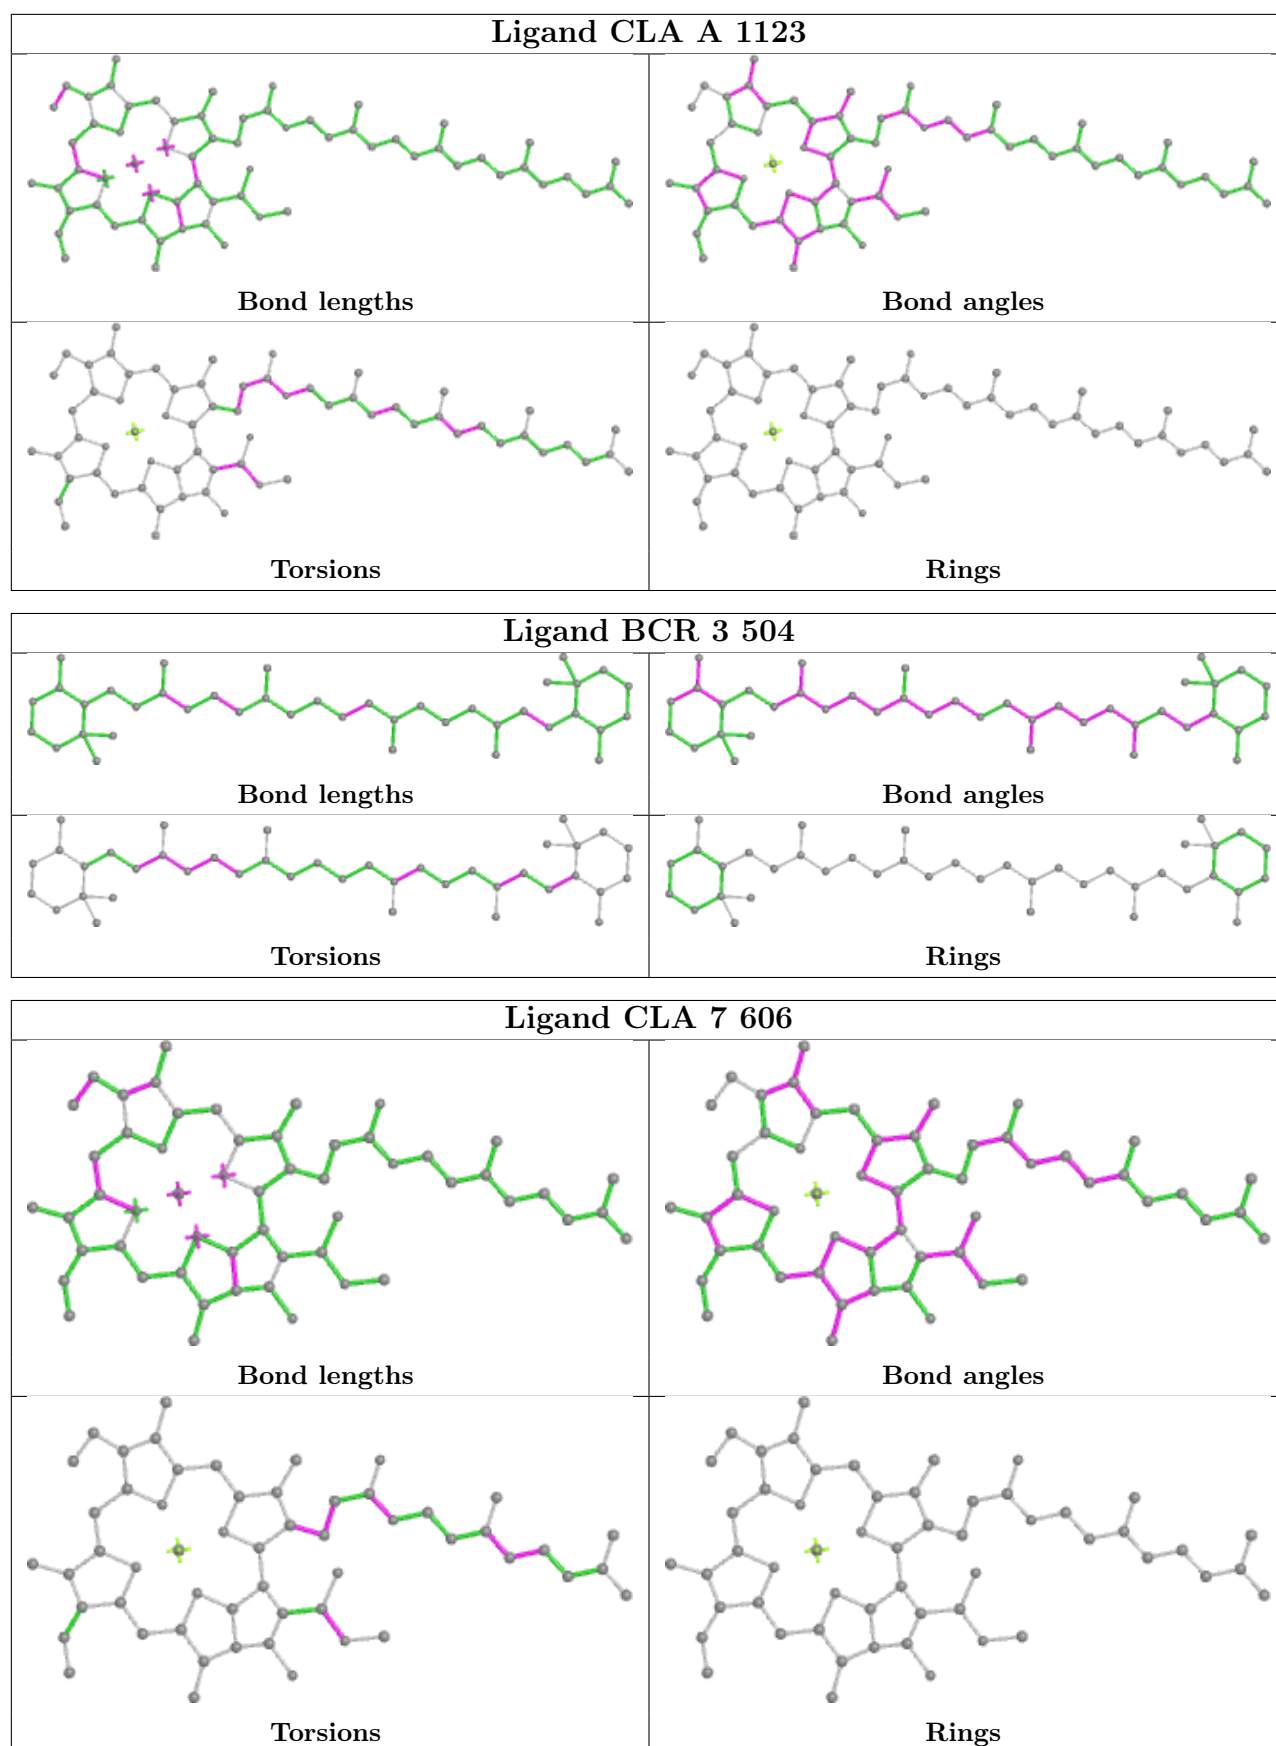 Ligand CLA A 1123
Bond lengths
Bond angles
Torsions
Rings
Ligand BCR 3 504
Bond lengths
Bond angles
Torsions
Rings
Ligand CLA 7 606
Bond lengths
Bond angles
Torsions
Rings